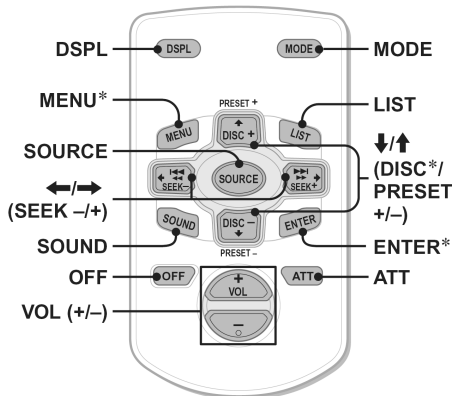 DSPL
DSPL
MODE
MODE
MENU*
PRESET +
LIST
MENU
DISC +
LIST
SOURCE
↓/↑
(DISC*/
PRESET
+/–)
←/→
(SEEK –/+)
SEEK–
SOURCE
SEEK+
SOUND
DISC –
ENTER
SOUND
PRESET –
ENTER*
OFF
OFF
ATT
ATT
VOL (+/–)
+
VOL
–